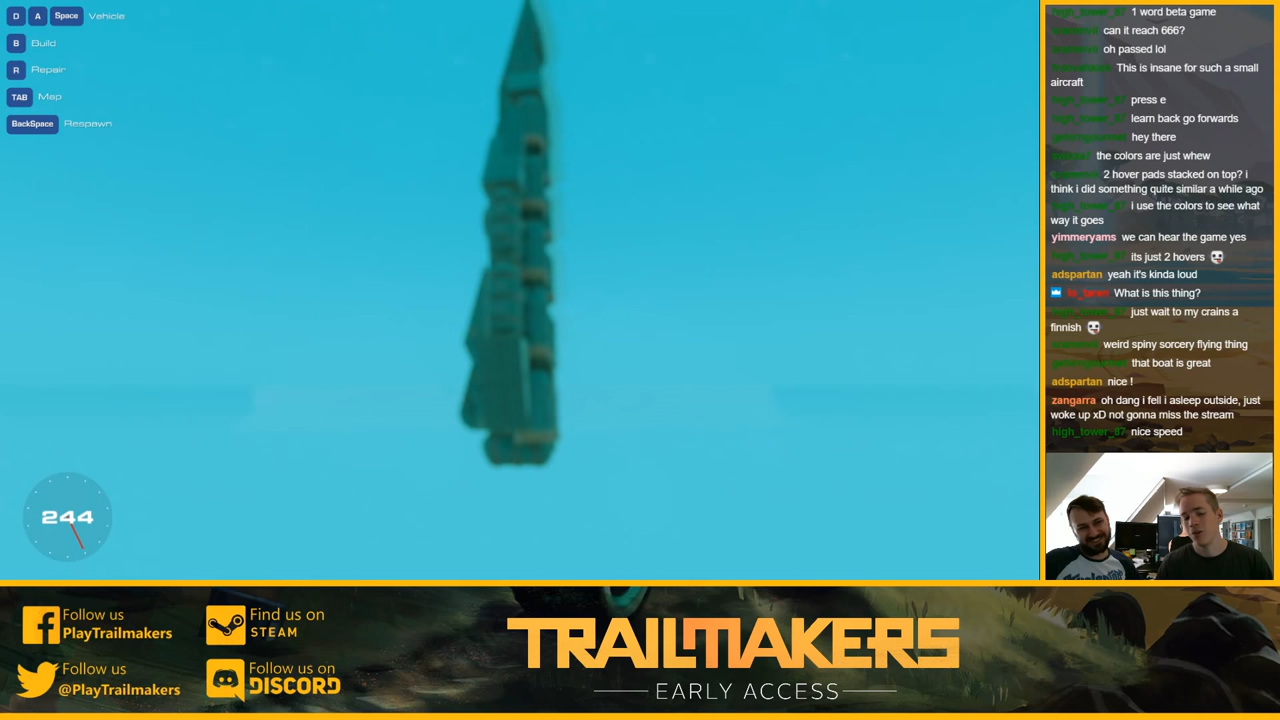 D A Space Vehicle
B Build
R Repair
TAB Map
BackSpace Respawn
244
high_tower_87 1 word beta game
can it reach 666?
oh passed lol
This is insane for such a small
aircraft
high_tower_87 press e
high_tower_87 learn back go forwards
hey there
the colors are just whew
2 hover pads stacked on top? i
think i did something quite similar a while ago
high_tower_87 i use the colors to see what
way it goes
yimmeryams we can hear the game yes
high_tower_87 its just 2 hovers
adspartan yeah it's kinda loud
What is this thing?
high_tower_87 just wait to my crains a
finnish
weird spiny sorcery flying thing
that boat is great
adspartan nice !
zangarra oh dang i fell i asleep outside, just
woke up xD not gonna miss the stream
high_tower_87 nice speed
Follow us
PlayTrailmakers
Find us on
STEAM
Follow us
@PlayTrailmakers
Follow us on
DISCORD
TRAILMAKERS
EARLY ACCESS